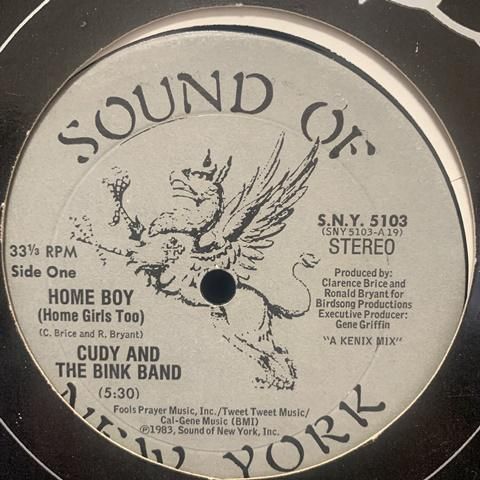 SOUND OF
S.N.Y. 5103
(SNY5103-A19)
STEREO
33⅓ RPM
Side One
HOME BOY
(Home Girls Too)
(C. Brice and R. Bryant)
CUDY AND
THE BINK BAND
(5:30)
Produced by:
Clarence Brice and
Ronald Bryant for
Birdsong Productions
Executive Producer:
Gene Griffin
"A KENIX MIX"
Fools Prayer Music, Inc./Tweet Tweet Music/
Cal-Gene Music (BMI)
℗1983, Sound of New York, Inc.
NEW YORK